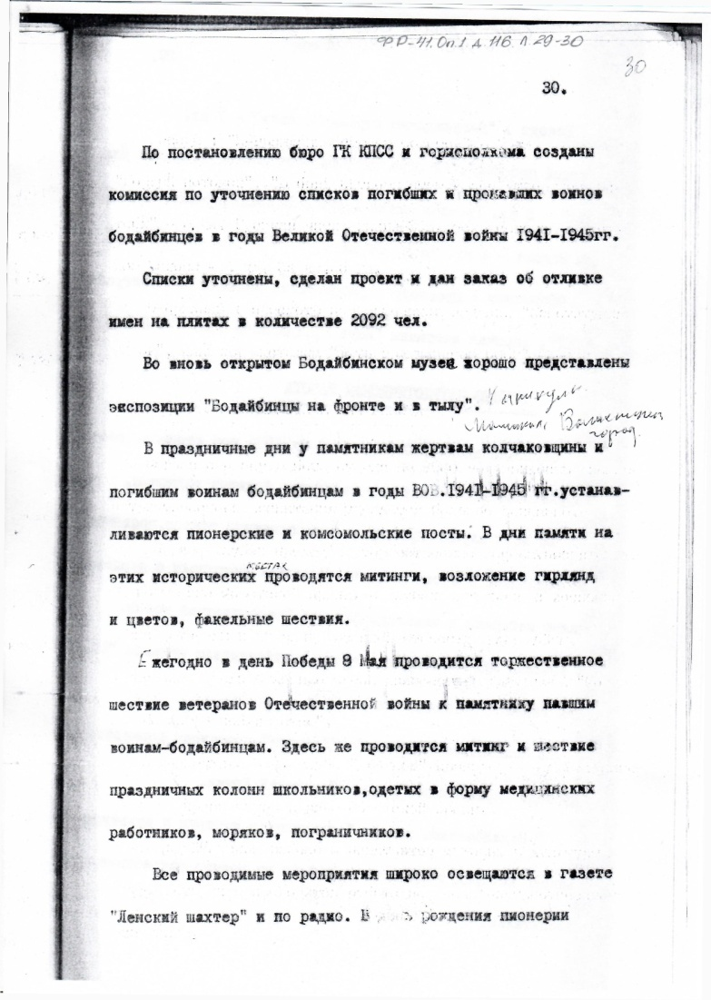 ФР-41. Оп.1 д. 116 Л. 29-30
30
30.
По постановлению бюро ГК КПСС и горисполкома созданы
комиссия по уточнению списков погибших и пропавших воинов
бодайбинцев в годы Великой Отечественной войны 1941-1945гг.
Списки уточнены, сделан проект и дан заказ об отливке
имен на плитах в количестве 2092 чел.
Во вновь открытом Бодайбинском музее хорошо представлены
экспозиции "Бодайбинцы на фронте и в тылу".
город
В праздничные дни у памятникам жертвам колчаковщины и
погибшим воинам бодайбинцам в годы ВОВ.1941-1945 гг.устанав-
ливаются пионерские и комсомольские посты. В дни памяти на
местах
этих исторических проводятся митинги, возложение гирлянд
и цветов, факельные шествия.
Ежегодно в день Победы 9 Мая проводится торжественное
шествие ветеранов Отечественной войны к памятнику павшим
воинам-бодайбинцам. Здесь же проводится митинг и шествие
праздничных колонн школьников,одетых в форму медицинских
работников, моряков, пограничников.
Все проводимые мероприятия широко освещаются в газете
"Ленский шахтер" и по радио. В рождения пионерии